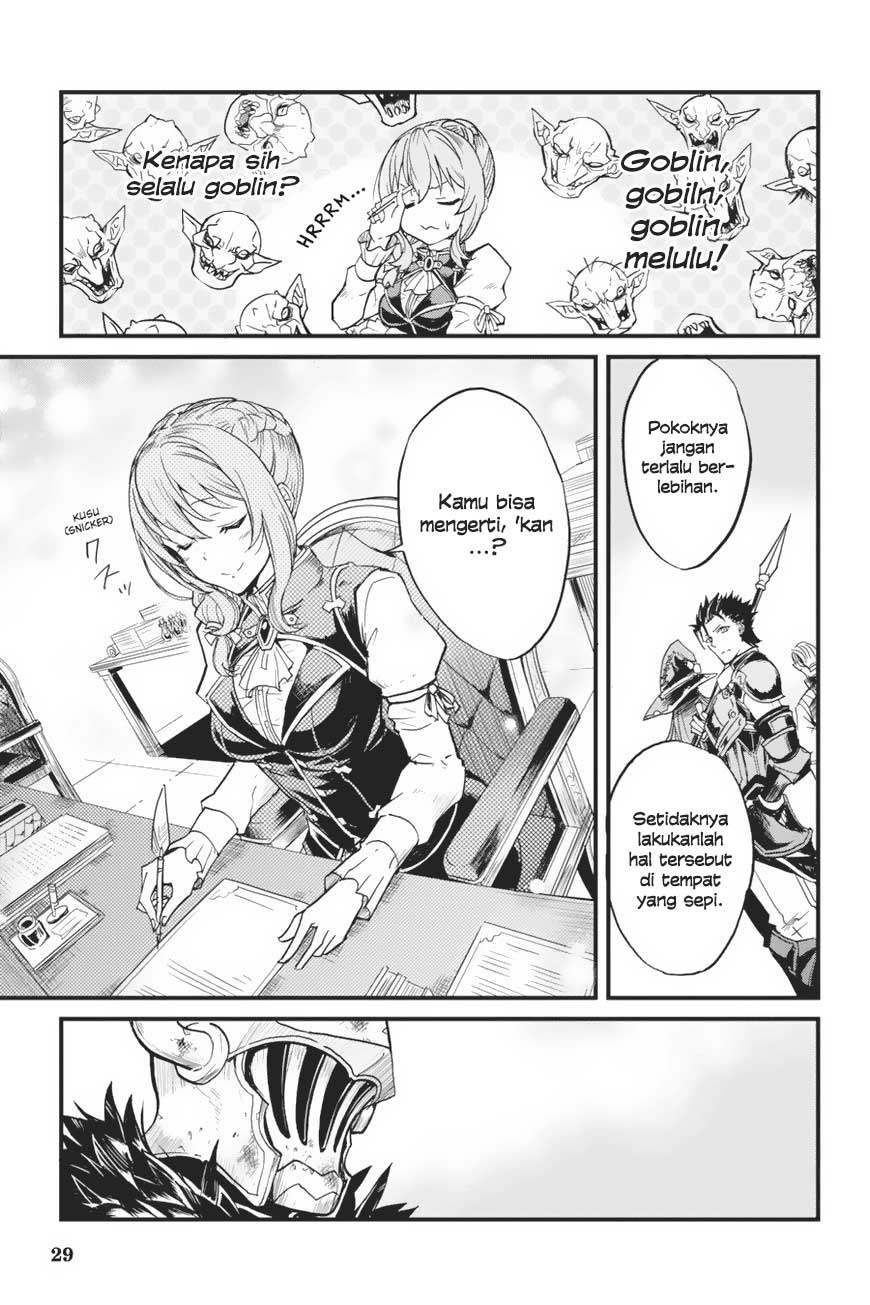 Goblin,
gobiln,
goblin
melulu!
HRRRM...
Kenapa sih
selalu goblin?
Pokoknya
jangan
terlalu ber-
lebihan.
Setidaknya
lakukanlah
hal tersebut
di tempat
yang sepi.
Kamu bisa
mengerti, 'kan
...?
KUSU
(SNICKER)
クスッ
29